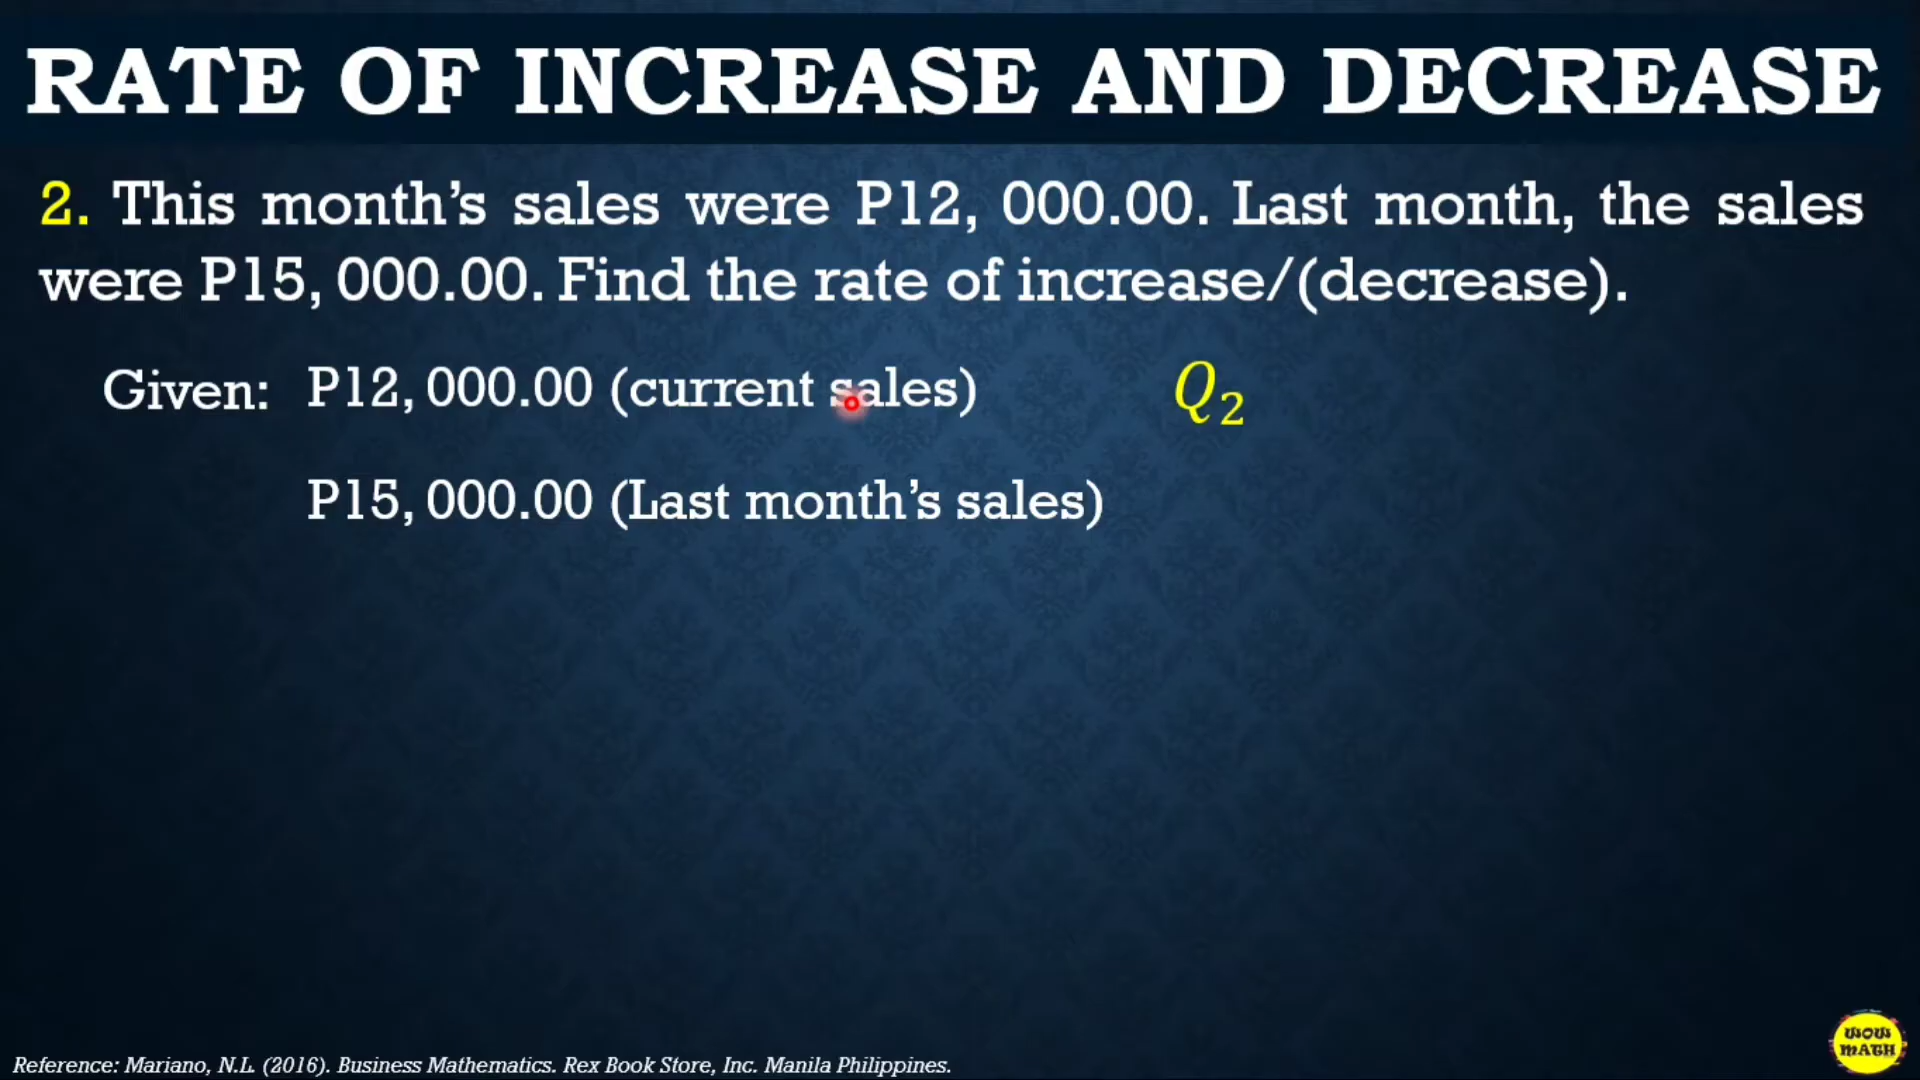 RATE OF INCREASE AND DECREASE
2. This month’s sales were P12, 000.00. Last month, the sales
were P15, 000.00. Find the rate of increase/(decrease).
Given: P12, 000.00 (current sales) Q₂
P15, 000.00 (Last month’s sales)
Reference: Mariano, N.L. (2016). Business Mathematics. Rex Book Store, Inc. Manila Philippines.
WOW
MATH